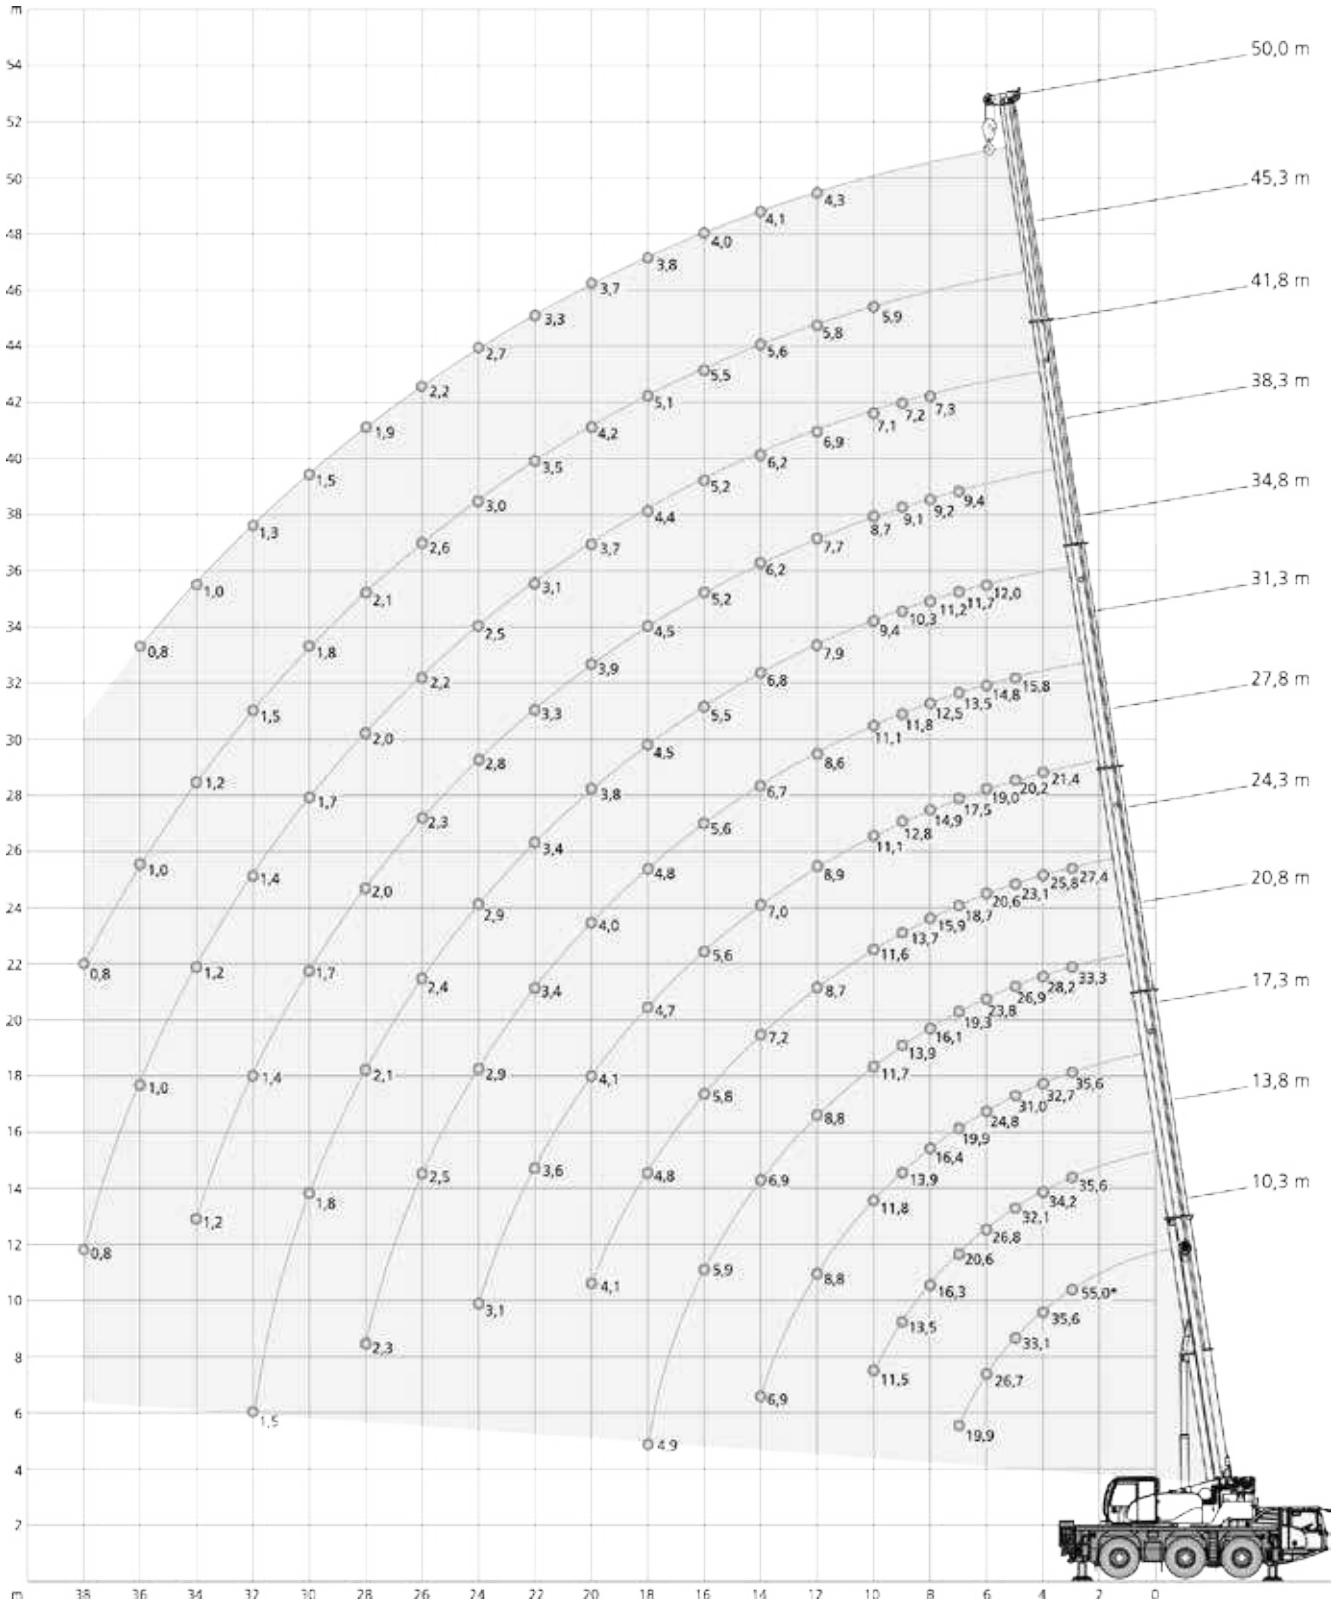 m
54
52
50
48
46
44
42
40
38
36
34
32
30
28
26
24
22
20
18
16
14
12
10
8
6
4
2
50,0 m
45,3 m
41,8 m
38,3 m
34,8 m
31,3 m
27,8 m
24,3 m
20,8 m
17,3 m
13,8 m
10,3 m
0,8 1,0 1,3 1,5 1,9 2,2 2,7 3,3 3,7 3,8 4,0 4,1 4,3
0,8 1,0 1,2 1,5 1,8 2,1 2,6 3,0 3,5 4,2 5,1 5,5 5,6 5,8 5,9
0,8 1,0 1,2 1,4 1,7 2,0 2,2 2,5 3,1 3,7 4,4 5,2 6,2 6,9 7,1 7,2 7,3
1,2 1,4 1,7 2,0 2,3 2,8 3,3 3,9 4,5 5,2 6,2 7,7 8,7 9,1 9,2 9,4
1,5 1,8 2,1 2,4 2,9 3,4 3,8 4,5 5,5 6,8 7,9 9,4 10,3 11,2 11,7 12,0
2,3 2,5 2,9 3,4 4,0 4,8 5,6 6,7 8,6 11,1 11,8 12,5 13,5 14,8 15,8
3,1 3,6 4,1 4,7 5,6 7,0 8,9 11,1 12,8 14,9 17,5 19,0 20,2 21,4
4,1 4,8 5,8 7,2 8,7 11,6 13,7 15,9 18,7 20,6 23,1 25,8 27,4
4,9 5,9 6,9 8,8 11,7 13,9 16,1 19,3 23,8 26,9 28,2 33,3
6,9 8,8 11,8 13,9 16,4 19,9 24,8 31,0 32,7 35,6
11,5 13,5 16,3 20,6 26,8 32,1 34,2 35,6
19,9 26,7 33,1 35,6 55,0*
m 38 36 34 32 30 28 26 24 22 20 18 16 14 12 10 8 6 4 2 0